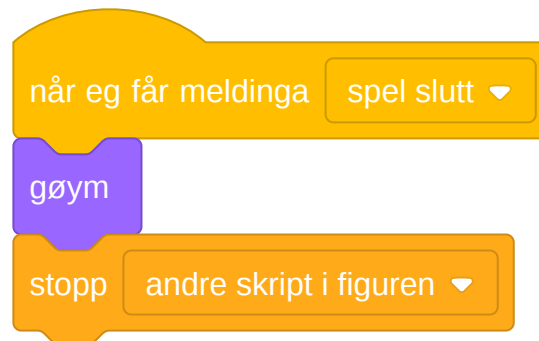 når eg får meldinga spel slutt
gøym
stopp andre skript i figuren